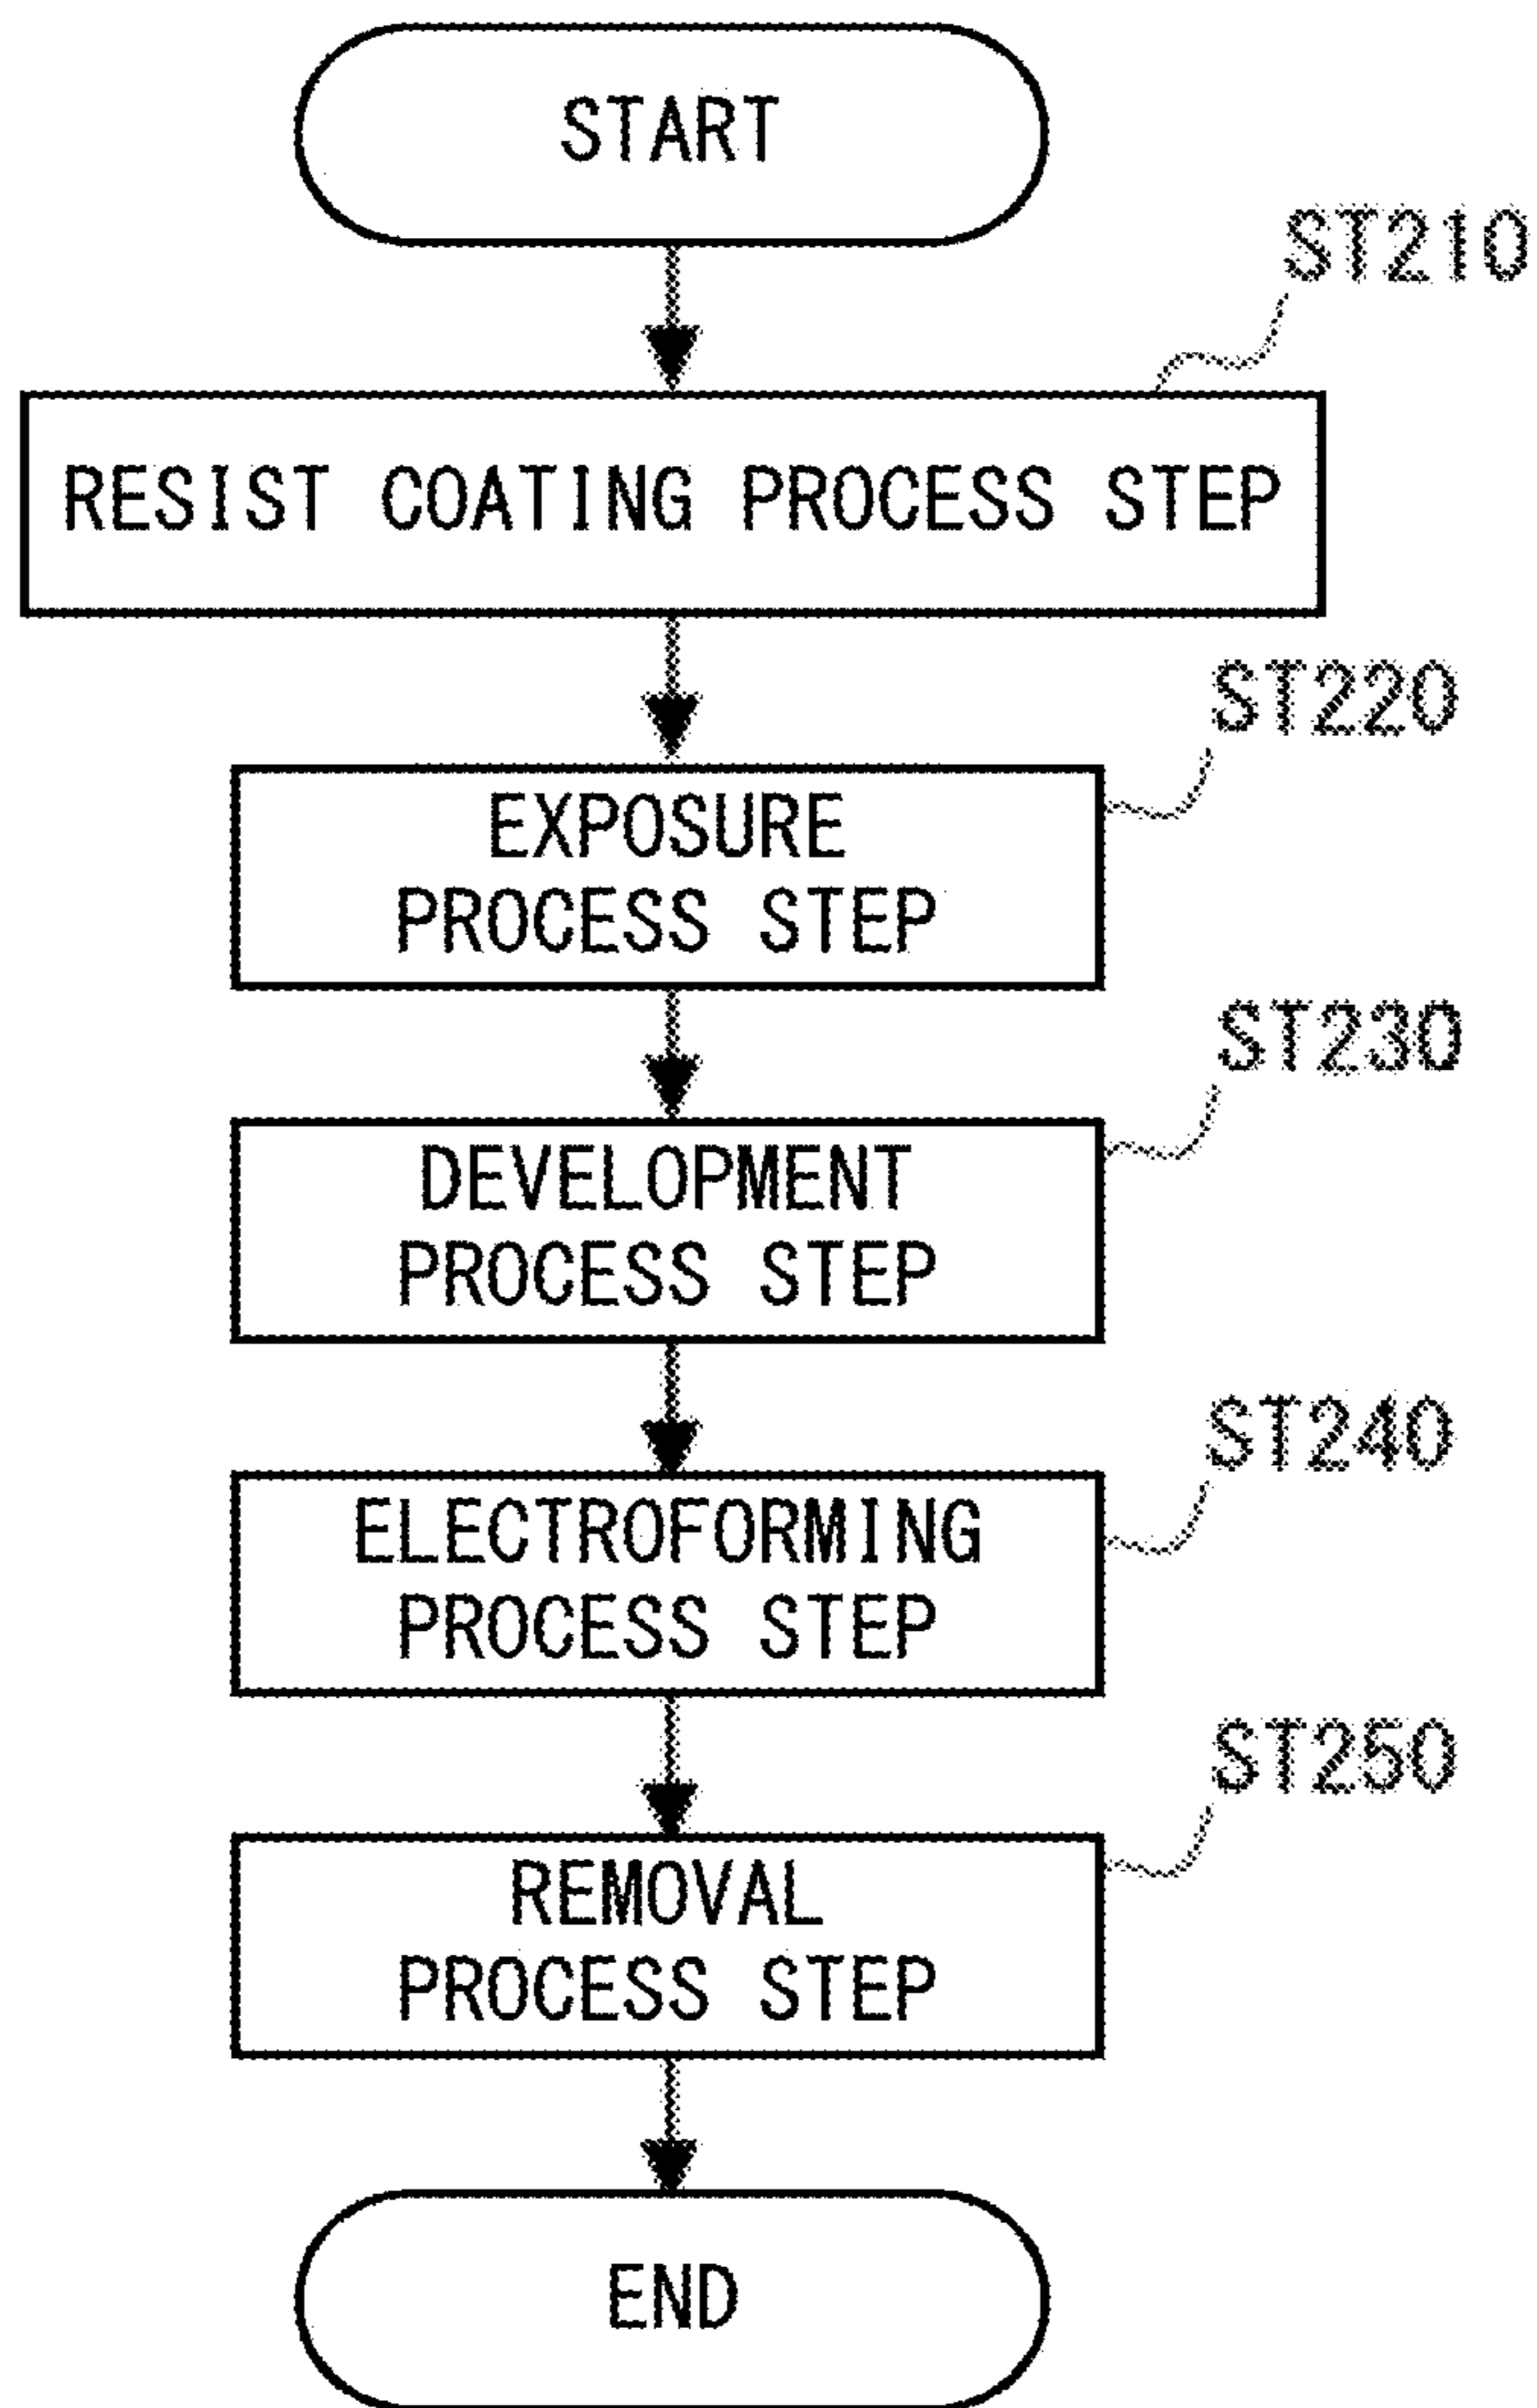 START
ST210
RESIST COATING PROCESS STEP
ST220
EXPOSURE
PROCESS STEP
ST230
DEVELOPMENT
PROCESS STEP
ST240
ELECTROFORMING
PROCESS STEP
ST250
REMOVAL
PROCESS STEP
END